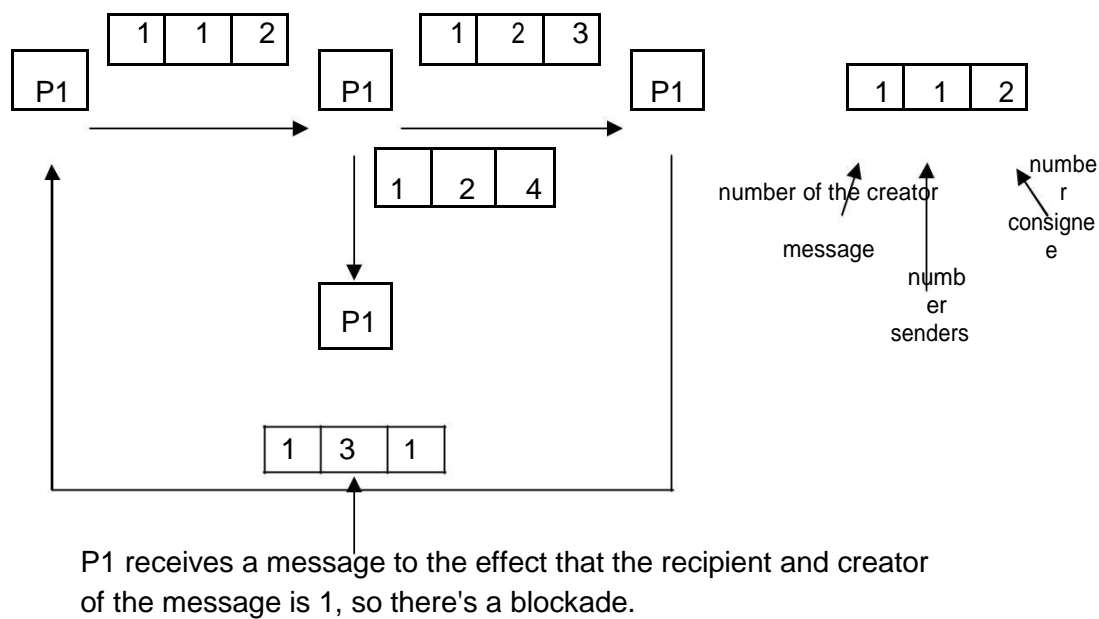 1 1 2
1 2 3
P1
P1
P1
1 1 2
1 2 4
number of the creator
message
numbe
r
consigne
e
numb
er
senders
P1
1 3 1
P1 receives a message to the effect that the recipient and creator
of the message is 1, so there's a blockade.